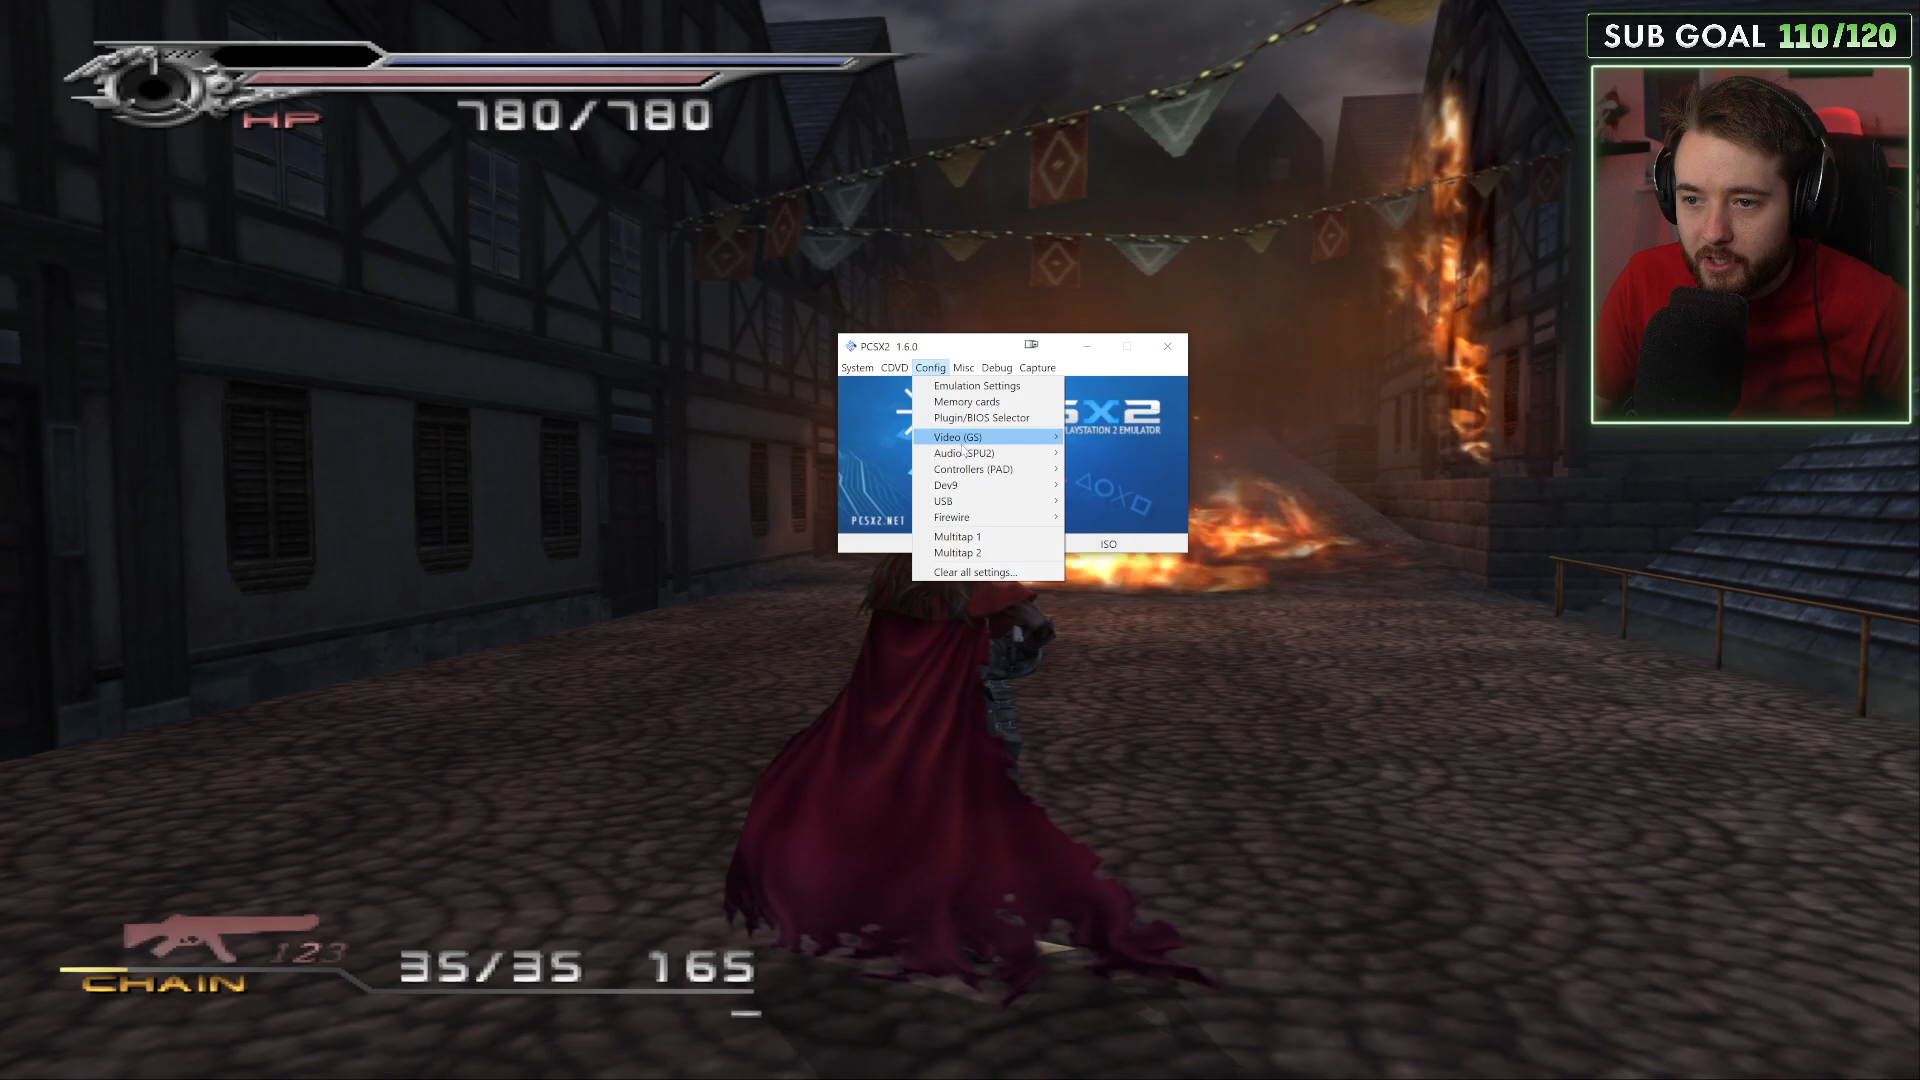 SUB GOAL 110/120
HP
780/780
PCSX2 1.6.0
System CDVD Config Misc Debug Capture
Emulation Settings
Memory cards
Plugin/BIOS Selector
Video (GS)
Audio (SPU2)
Controllers (PAD)
Dev9
USB
Firewire
Multitap 1
Multitap 2
Clear all settings...
SX2
PLAYSTATION 2 EMULATOR
PCSX2.NET
ISO
123
CHAIN
35/35 165